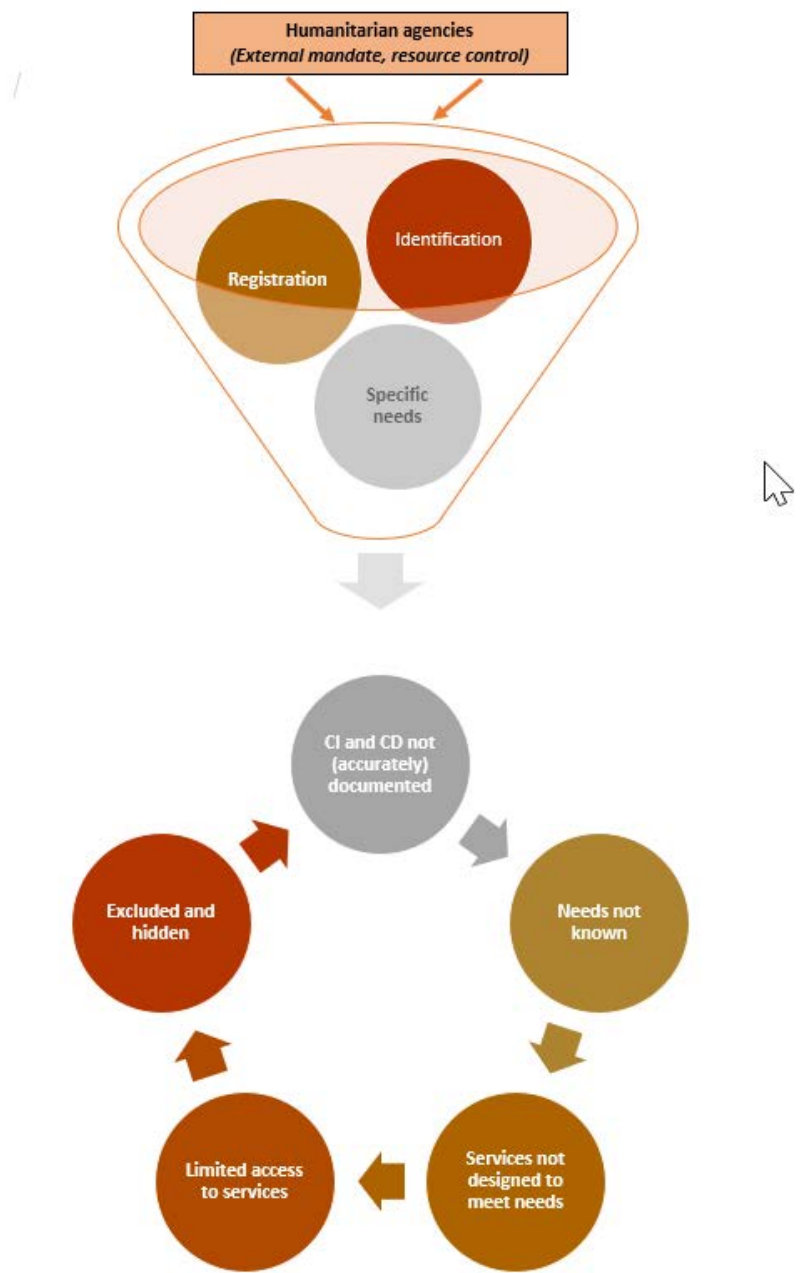 Humanitarian agencies
(External mandate, resource control)
Identification
Registration
Specific
needs
CI and CD not
(accurately)
documented
Needs not
known
Services not
designed to
meet needs
Limited access
to services
Excluded and
hidden